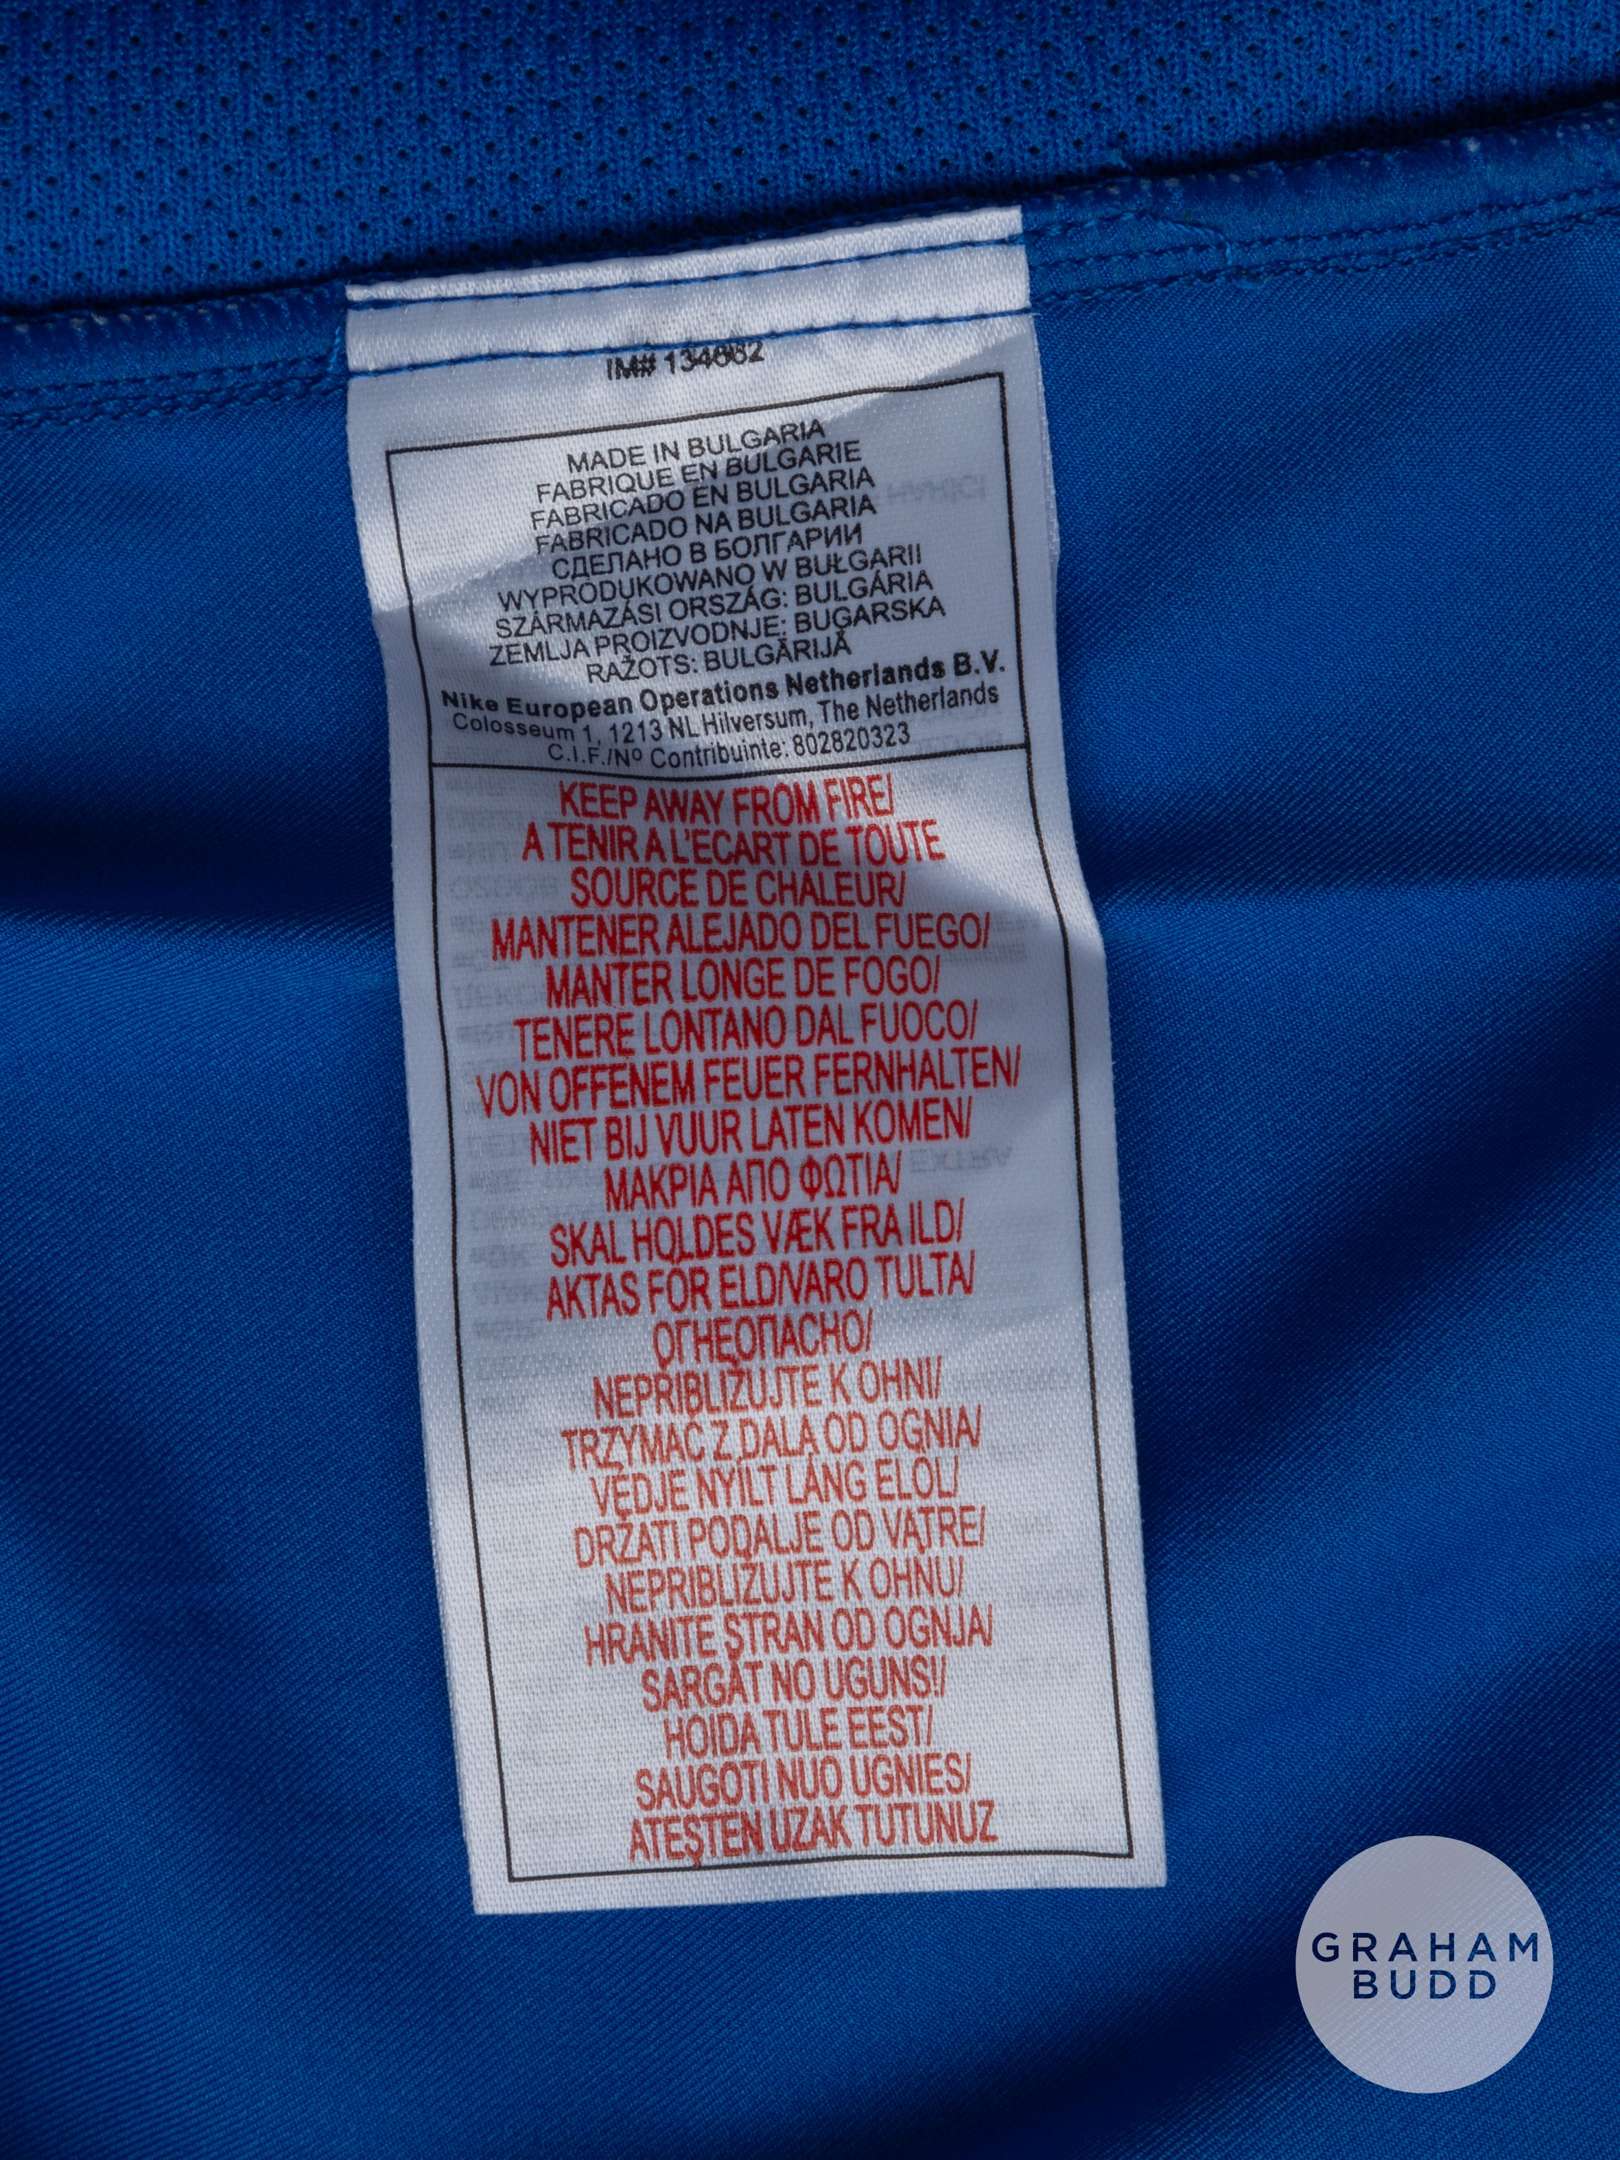 IM# 134682
MADE IN BULGARIA
FABRIQUE EN BULGARIE
FABRICADO EN BULGARIA
FABRICADO NA BULGARIA
СДЕЛАНО В БОЛГАРИИ
WYPRODUKOWANO W BUŁGARII
SZÁRMAZÁSI ORSZÁG: BULGÁRIA
ZEMLJA PROIZVODNJE: BUGARSKA
RAŽOTS: BULGĀRIJĀ
Nike European Operations Netherlands B.V.
Colosseum 1, 1213 NL Hilversum, The Netherlands
C.I.F./Nº Contribuinte: 802820323
KEEP AWAY FROM FIRE/
A TENIR A L'ECART DE TOUTE
SOURCE DE CHALEUR/
MANTENER ALEJADO DEL FUEGO/
MANTER LONGE DE FOGO/
TENERE LONTANO DAL FUOCO/
VON OFFENEM FEUER FERNHALTEN/
NIET BIJ VUUR LATEN KOMEN/
ΜΑΚΡΙΑ ΑΠΟ ΦΩΤΙΑ/
SKAL HOLDES VÆK FRA ILD/
AKTAS FÖR ELD/VARO TULTA/
ОГНЕОПАСНО/
NEPRIBLIŽUJTE K OHNI/
TRZYMAĆ Z DALA OD OGNIA/
VÉDJE NYÍLT LÁNG ELŐL/
DRŽATI PODALJE OD VATRE/
NEPRIBLIŽUJTE K OHŇU/
HRANITE STRAN OD OGNJA/
SARGĀT NO UGUNS!/
HOIDA TULE EEST/
SAUGOTI NUO UGNIES/
ATEŞTEN UZAK TUTUNUZ
GRAHAM
BUDD